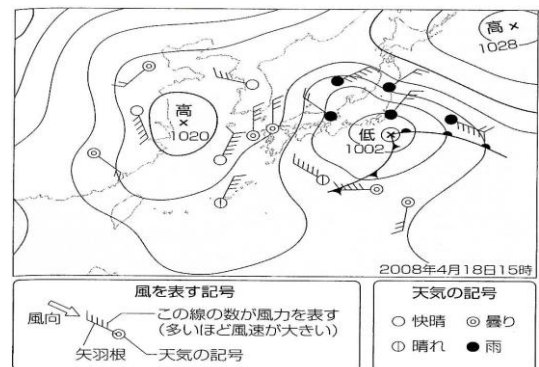 高
1028
高
1020
低
1002
2008年4月18日15時
風を表す記号
風向
この線の数が風力を表す
(多いほど風速が大きい)
矢羽根
天気の記号
天気の記号
快晴
曇り
晴れ
雨